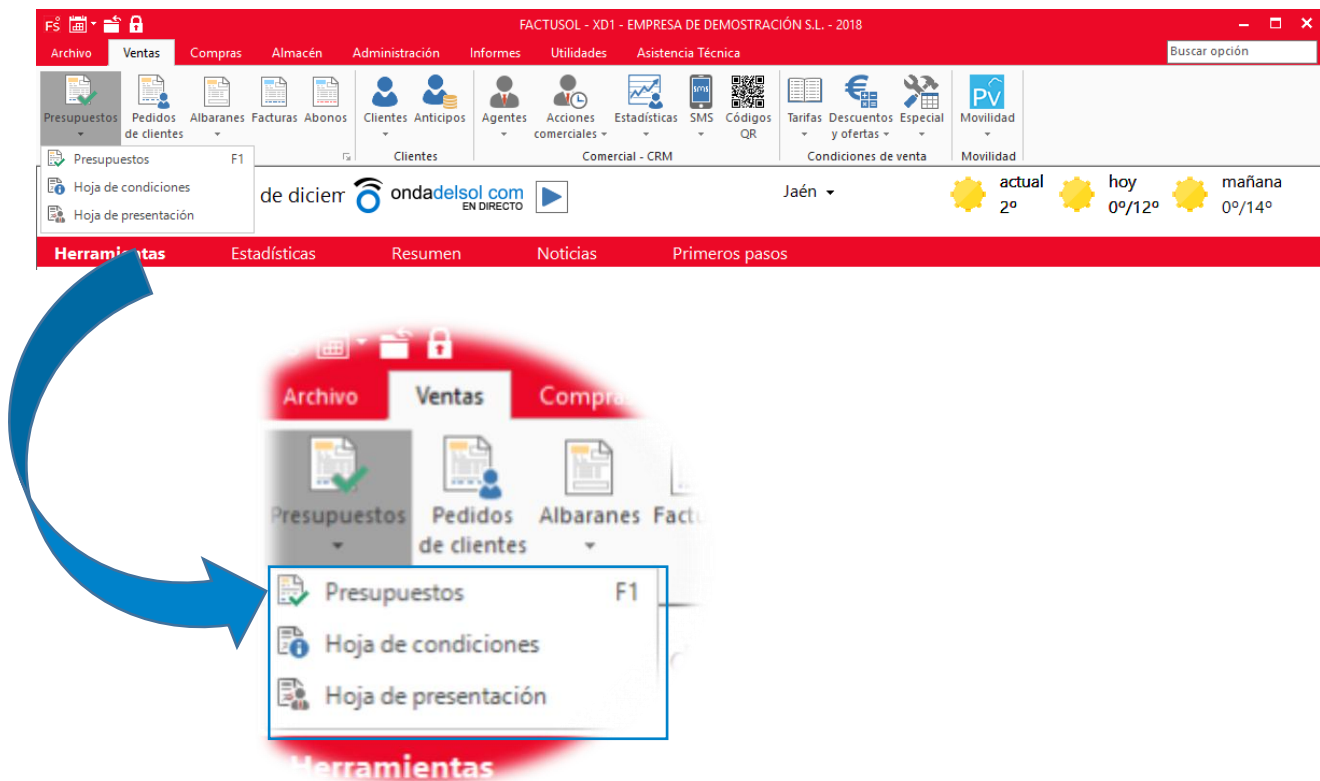 FS
FACTUSOL - XD1 - EMPRESA DE DEMOSTRACIÓN S.L. - 2018
Archivo Ventas Compras Almacén Administración Informes Utilidades Asistencia Técnica Buscar opción
Presupuestos Pedidos de clientes Albaranes Facturas Abonos Clientes Anticipos Agentes Acciones comerciales Estadísticas SMS Códigos QR Tarifas Descuentos y ofertas Especial Movilidad
Clientes Comercial - CRM Condiciones de venta Movilidad
Presupuestos F1
Hoja de condiciones
Hoja de presentación
de diciem
ondadelsol com
EN DIRECTO
Jaén
actual
2º
hoy
0º/12º
mañana
0º/14º
Herramientas Estadísticas Resumen Noticias Primeros pasos
Archivo Ventas Compras
Presupuestos Pedidos de clientes Albaranes Factu
Presupuestos F1
Hoja de condiciones
Hoja de presentación
Herramientas